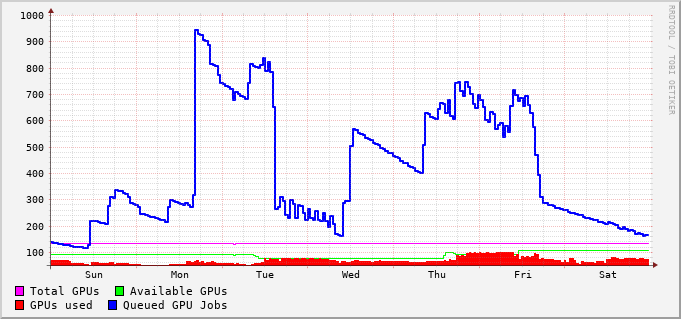 1000
900
800
700
600
500
400
300
200
100
Sun Mon Tue Wed Thu Fri Sat
Total GPUs Available GPUs
GPUs used Queued GPU Jobs
RRDTOOL / TOBI OETIKER